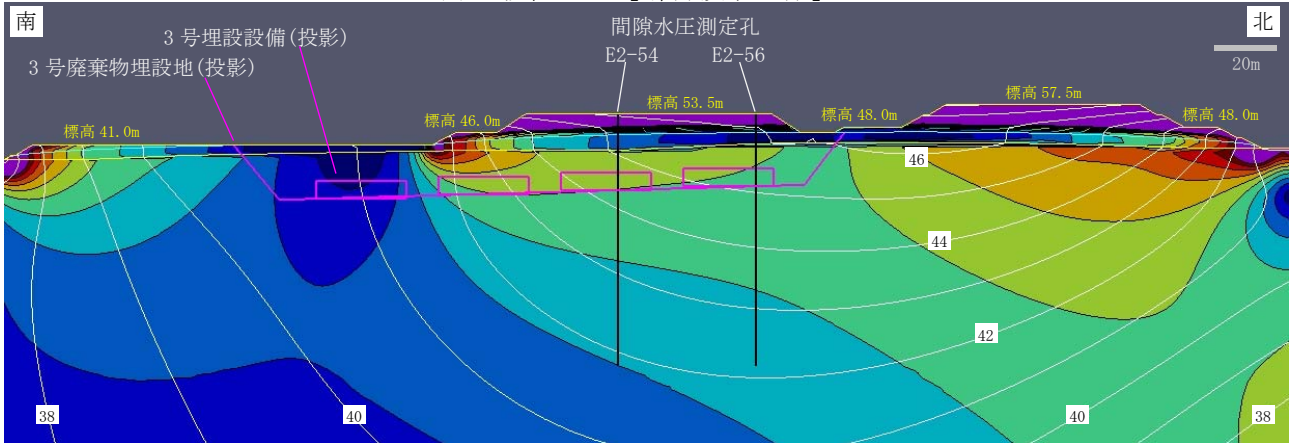 南
3号埋設設備(投影)
3号廃棄物埋設地(投影)
間隙水圧測定孔
E2-54
E2-56
北
20m
標高 41.0m
標高 46.0m
標高 53.5m
標高 48.0m
標高 57.5m
標高 48.0m
46
44
42
38
40
40
38